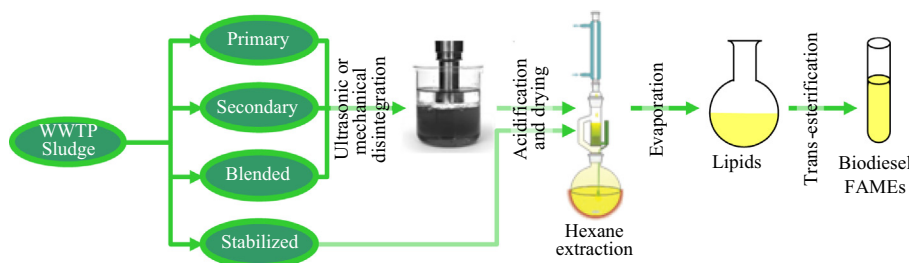 WWTP
Sludge
Primary
Secondary
Blended
Stabilized
Ultrasonic or
mechanical
disintegration
Acidification
and drying
Hexane
extraction
Evaporation
Lipids
Trans-esterification
Biodiesel
FAMEs